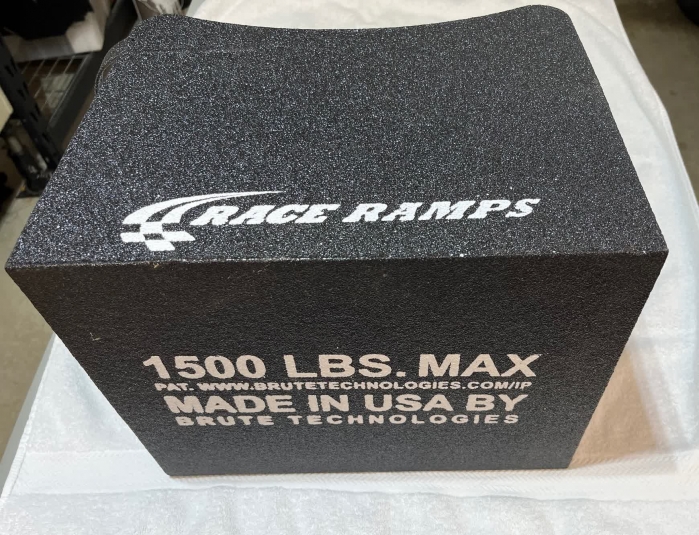 RACE RAMPS
1500 LBS. MAX
PAT. WWW.BRUTETECHNOLOGIES.COM/IP
MADE IN USA BY
BRUTE TECHNOLOGIES